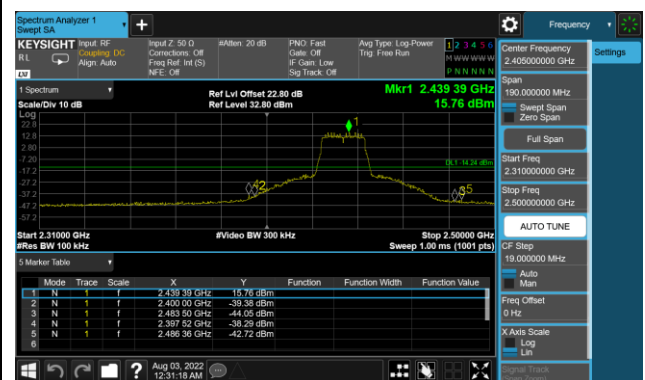 Spectrum Analyzer 1
Swept SA
Frequency
KEYSIGHT
Input: RF
Input Z: 50 Ω
#Atten: 20 dB
PNO: Fast
Avg Type: Log-Power
1 2 3 4 5 6
RL
Coupling: DC
Corrections: Off
Gate: Off
Trig: Free Run
M W W W W W
Align: Auto
Freq Ref: Int (S)
IF Gain: Low
P N N N N N
LXI
NFE: Off
Sig Track: Off
Center Frequency
2.405000000 GHz
Settings
1 Spectrum
Ref Lvl Offset 22.80 dB
Mkr1 2.439 39 GHz
Scale/Div 10 dB
Ref Level 32.80 dBm
15.76 dBm
Span
190.000000 MHz
Swept Span
Zero Span
Log
22.8
12.8
2.80
-7.20
-17.2
-27.2
-37.2
-47.2
-57.2
1
DL1 -14.24 dBm
Full Span
Start Freq
2.310000000 GHz
Stop Freq
2.500000000 GHz
Start 2.31000 GHz
#Video BW 300 kHz
Stop 2.50000 GHz
#Res BW 100 kHz
Sweep 1.00 ms (1001 pts)
AUTO TUNE
CF Step
19.000000 MHz
Auto
Man
5 Marker Table
Mode Trace Scale X Y Function Function Width Function Value
1 N 1 f 2.439 39 GHz 15.76 dBm
2 N 1 f 2.400 00 GHz -39.38 dBm
3 N 1 f 2.483 50 GHz -44.05 dBm
4 N 1 f 2.397 52 GHz -38.29 dBm
5 N 1 f 2.486 36 GHz -42.72 dBm
6
Freq Offset
0 Hz
X Axis Scale
Log
Lin
Signal Track
Aug 03, 2022
12:31:18 AM